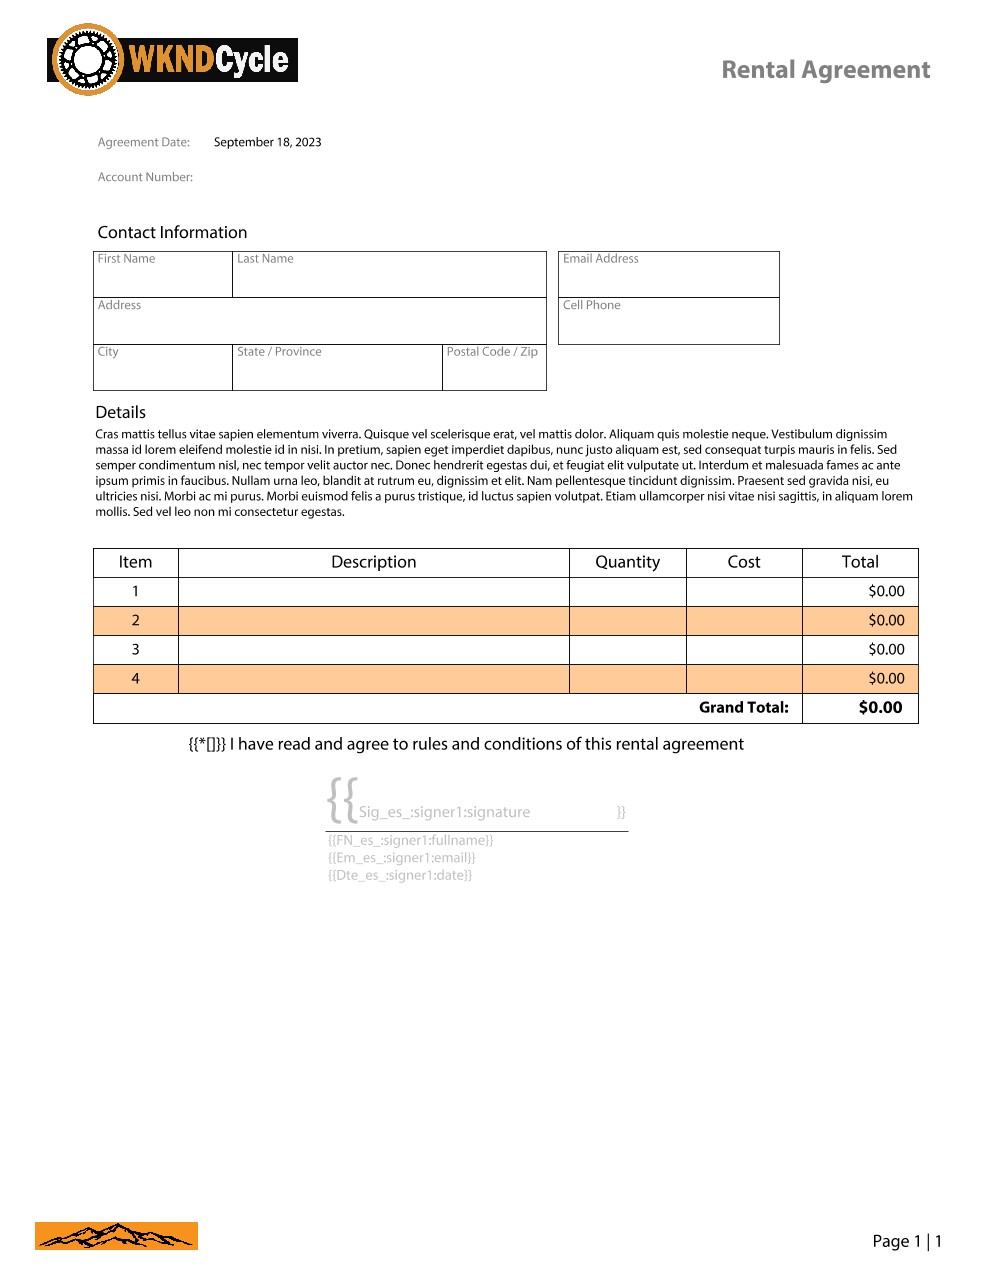 WKNDCycle
Rental Agreement
Agreement Date: September 18, 2023
Account Number:
Contact Information
First Name Last Name Email Address
Address Cell Phone
City State / Province Postal Code / Zip
Details
Cras mattis tellus vitae sapien elementum viverra. Quisque vel scelerisque erat, vel mattis dolor. Aliquam quis molestie neque. Vestibulum dignissim
massa id lorem eleifend molestie id in nisi. In pretium, sapien eget imperdiet dapibus, nunc justo aliquam est, sed consequat turpis mauris in felis. Sed
semper condimentum nisl, nec tempor velit auctor nec. Donec hendrerit egestas dui, et feugiat elit vulputate ut. Interdum et malesuada fames ac ante
ipsum primis in faucibus. Nullam urna leo, blandit at rutrum eu, dignissim et elit. Nam pellentesque tincidunt dignissim. Praesent sed gravida nisi, eu
ultricies nisi. Morbi ac mi purus. Morbi euismod felis a purus tristique, id luctus sapien volutpat. Etiam ullamcorper nisi vitae nisi sagittis, in aliquam lorem
mollis. Sed vel leo non mi consectetur egestas.
Item Description Quantity Cost Total
1 $0.00
2 $0.00
3 $0.00
4 $0.00
Grand Total: $0.00
{{*[]}} I have read and agree to rules and conditions of this rental agreement
{{Sig_es_:signer1:signature }}
{{FN_es_:signer1:fullname}}
{{Em_es_:signer1:email}}
{{Dte_es_:signer1:date}}
Page 1 | 1